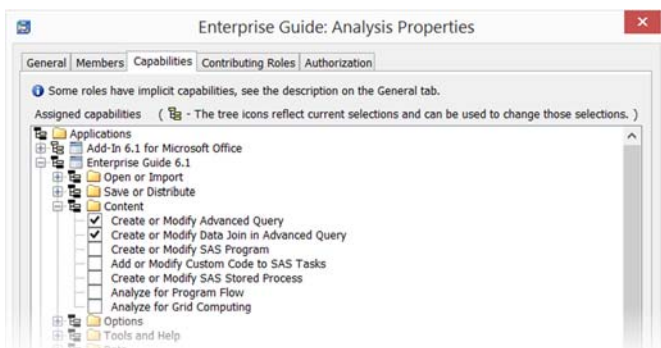 Enterprise Guide: Analysis Properties
General Members Capabilities Contributing Roles Authorization
Some roles have implicit capabilities, see the description on the General tab.
Assigned capabilities ( - The tree icons reflect current selections and can be used to change those selections. )
Applications
Add-In 6.1 for Microsoft Office
Enterprise Guide 6.1
Open or Import
Save or Distribute
Content
Create or Modify Advanced Query
Create or Modify Data Join in Advanced Query
Create or Modify SAS Program
Add or Modify Custom Code to SAS Tasks
Create or Modify SAS Stored Process
Analyze for Program Flow
Analyze for Grid Computing
Options
Tools and Help